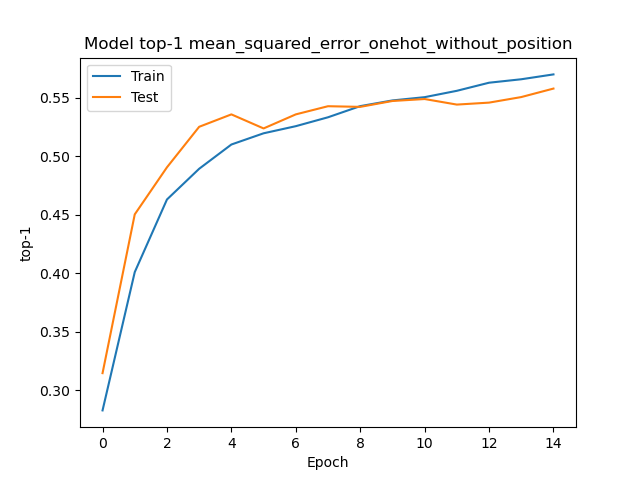 Model top-1 mean_squared_error_onehot_without_position
Train
Test
0.55
0.50
0.45
0.40
0.35
0.30
top-1
0 2 4 6 8 10 12 14
Epoch